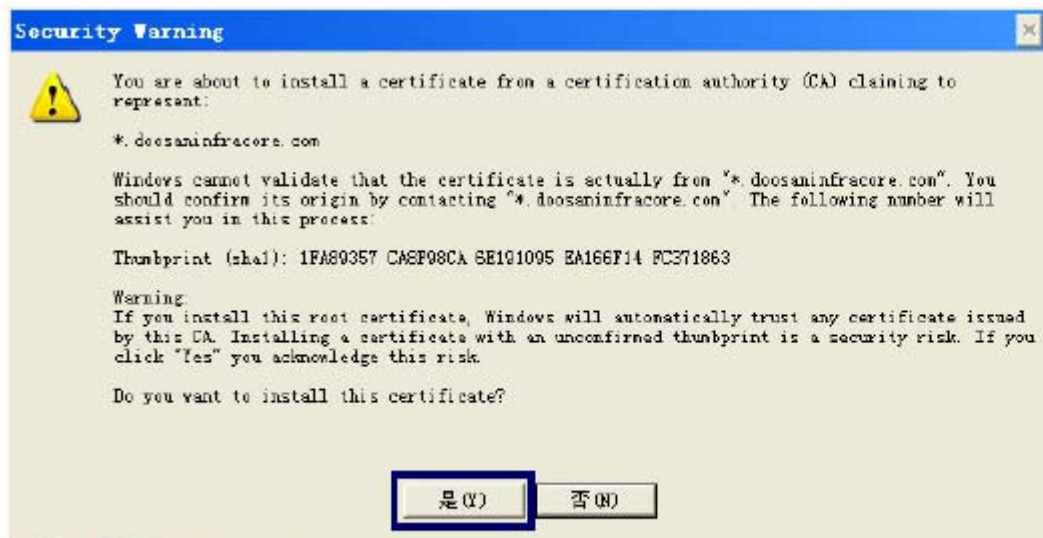 Security Warning
You are about to install a certificate from a certification authority (CA) claiming to
represent:
*.doosaninfracore.com
Windows cannot validate that the certificate is actually from "*.doosaninfracore.com". You
should confirm its origin by contacting "*.doosaninfracore.com". The following number will
assist you in this process:
Thumbprint (sha1): 1FA89357 CA8F98CA 6E191095 EA166F14 FC371863
Warning:
If you install this root certificate, Windows will automatically trust any certificate issued
by this CA. Installing a certificate with an unconfirmed thumbprint is a security risk. If you
click "Yes" you acknowledge this risk.
Do you want to install this certificate?
是(Y) 否(N)